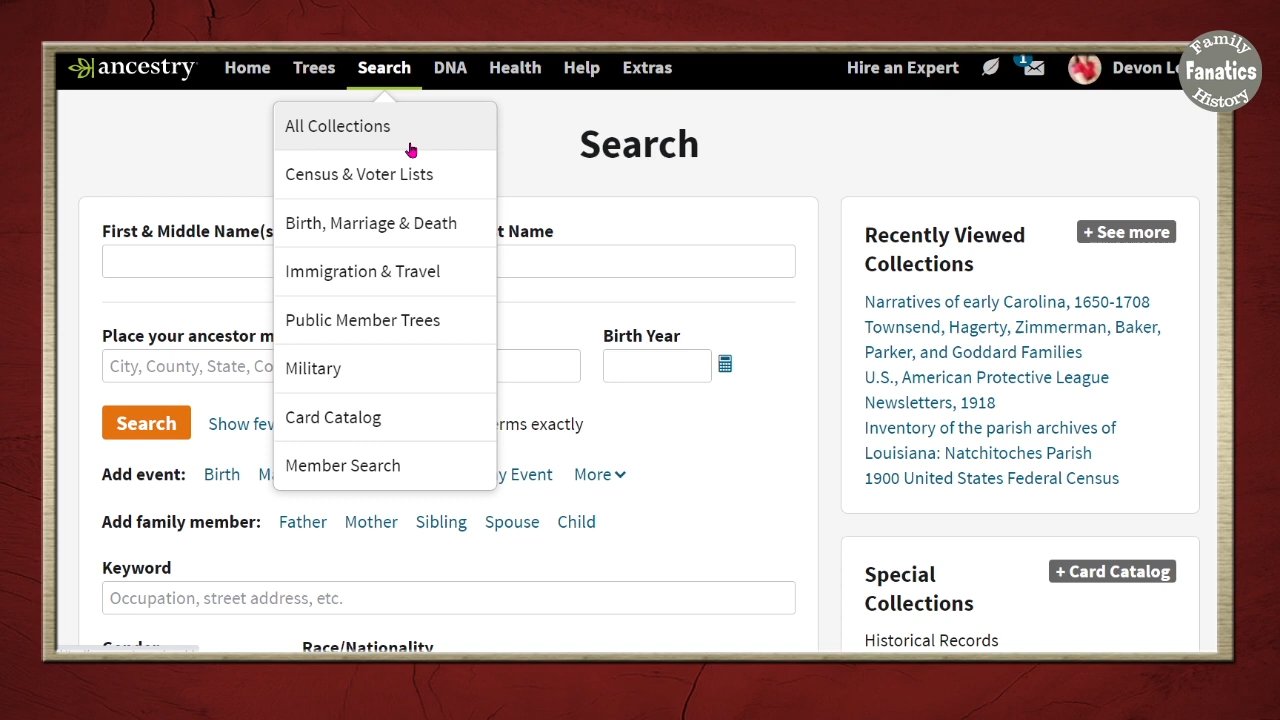 ancestry Home Trees Search DNA Health Help Extras Hire an Expert 1 Devon
Family
Fanatics
History
All Collections
Census & Voter Lists
Birth, Marriage & Death
Immigration & Travel
Public Member Trees
Military
Card Catalog
Member Search
Search
First & Middle Name(s t Name
Place your ancestor m Birth Year
City, County, State, Co
Search Show few rms exactly
Add event: Birth Ma y Event More
Add family member: Father Mother Sibling Spouse Child
Keyword
Occupation, street address, etc.
Gender Race/Nationality
Recently Viewed + See more
Collections
Narratives of early Carolina, 1650-1708
Townsend, Hagerty, Zimmerman, Baker,
Parker, and Goddard Families
U.S., American Protective League
Newsletters, 1918
Inventory of the parish archives of
Louisiana: Natchitoches Parish
1900 United States Federal Census
Special + Card Catalog
Collections
Historical Records